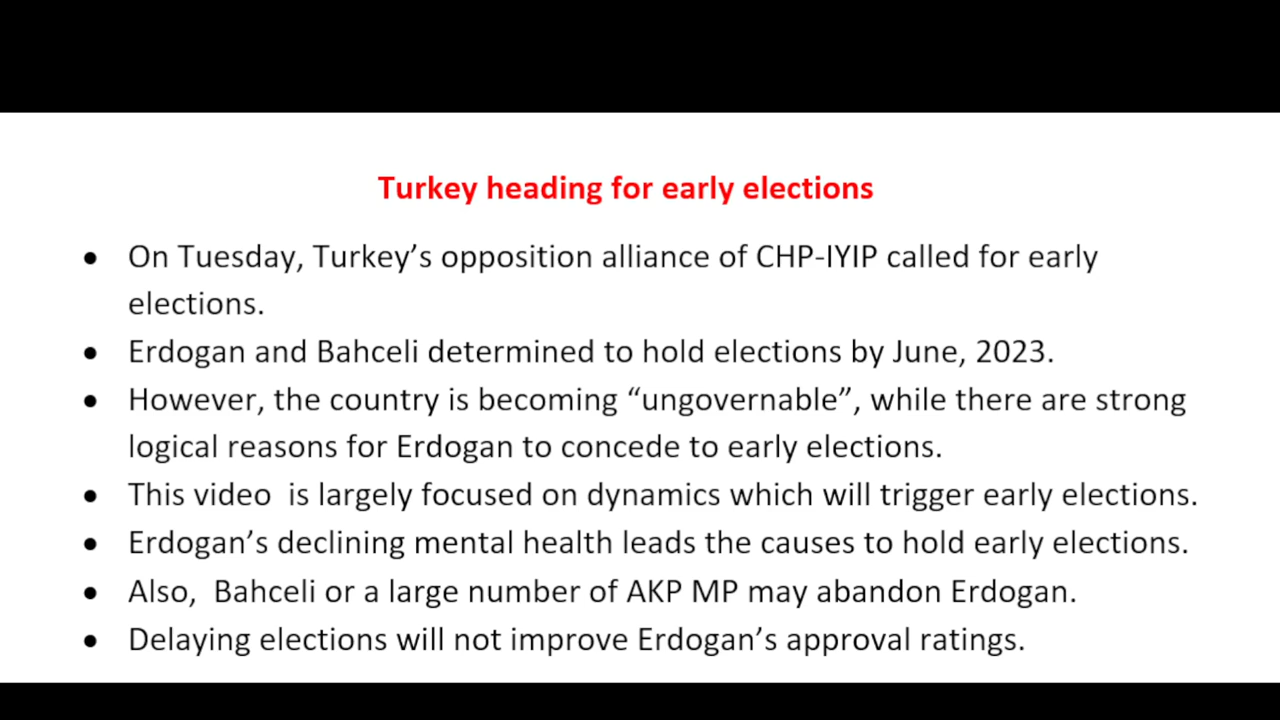 Turkey heading for early elections
• On Tuesday, Turkey’s opposition alliance of CHP-IYIP called for early
elections.
• Erdogan and Bahceli determined to hold elections by June, 2023.
• However, the country is becoming “ungovernable”, while there are strong
logical reasons for Erdogan to concede to early elections.
• This video  is largely focused on dynamics which will trigger early elections.
• Erdogan’s declining mental health leads the causes to hold early elections.
• Also,  Bahceli or a large number of AKP MP may abandon Erdogan.
• Delaying elections will not improve Erdogan’s approval ratings.